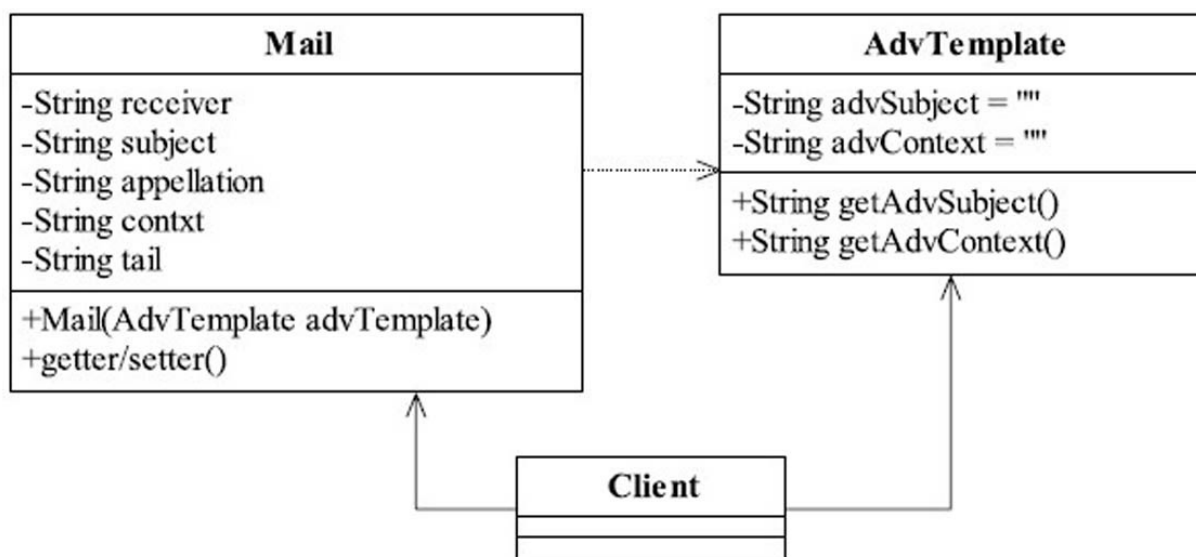 Mail
-String receiver
-String subject
-String appellation
-String contxt
-String tail
+Mail(AdvTemplate advTemplate)
+getter/setter()
AdvTemplate
-String advSubject = ""
-String advContext = ""
+String getAdvSubject()
+String getAdvContext()
Client